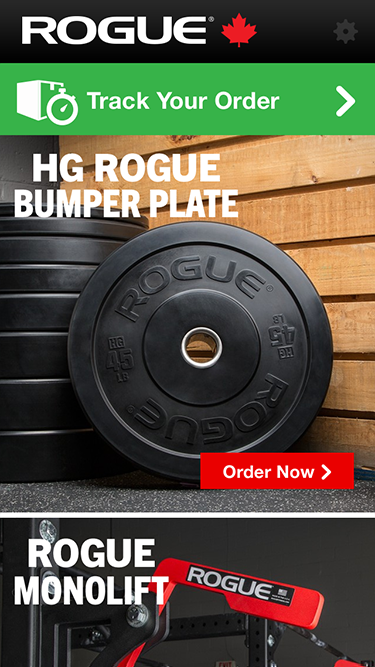 ROGUE®
Track Your Order
HG ROGUE
BUMPER PLATE
ROGUE®
HG
45
LB
LB
45
HG
ROGUE
Order Now
ROGUE
MONOLIFT
ROGUE